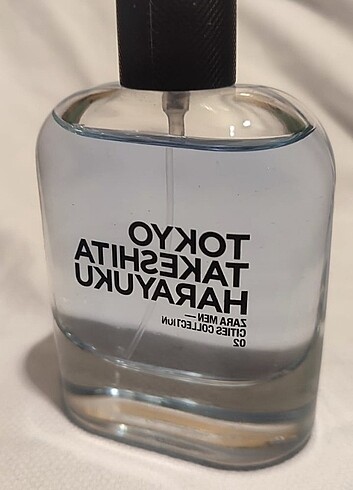 TOKYO
TAKESHITA
HARAYUKU
ZARA MEN —
CITIES COLLECTION
02